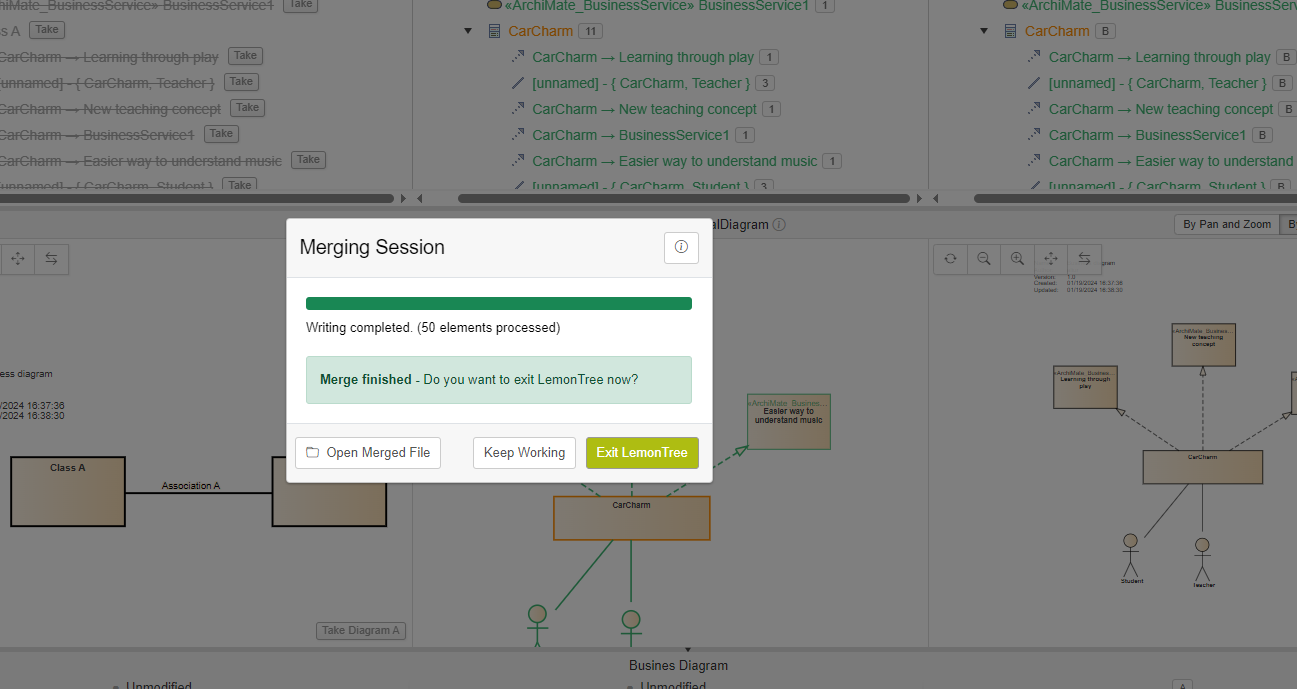 ArchiMate_BusinessService» BusinessService1 Take
«ArchiMate_BusinessService» BusinessService1 1
«ArchiMate_BusinessService» BusinessServ
ss A Take
CarCharm 11
CarCharm B
CarCharm → Learning through play Take
CarCharm → Learning through play 1
CarCharm → Learning through play B
[unnamed] - { CarCharm, Teacher } Take
[unnamed] - { CarCharm, Teacher } 3
[unnamed] - { CarCharm, Teacher } B
CarCharm → New teaching concept Take
CarCharm → New teaching concept 1
CarCharm → New teaching concept B
CarCharm → BusinessService1 Take
CarCharm → BusinessService1 1
CarCharm → BusinessService1 B
CarCharm → Easier way to understand music Take
CarCharm → Easier way to understand music 1
CarCharm → Easier way to understand
[unnamed] - { CarCharm, Student } Take
[unnamed] - { CarCharm, Student } 3
[unnamed] - { CarCharm, Student } B
alDiagram
By Pan and Zoom B
Merging Session
Writing completed. (50 elements processed)
Merge finished - Do you want to exit LemonTree now?
Open Merged File Keep Working Exit LemonTree
ess diagram
/2024 16:37:36
/2024 16:38:30
Class A
Association A
Take Diagram A
«ArchiMate_Busines...
Easier way to
understand music
CarCharm
gram
Version: 1.0
Created: 01/19/2024 16:37:36
Updated: 01/19/2024 16:38:30
«ArchiMate_Busines...
New teaching
concept
«ArchiMate_Busines...
Learning through
play
CarCharm
Student
Teacher
Busines Diagram
Unmodified
Unmodified
A